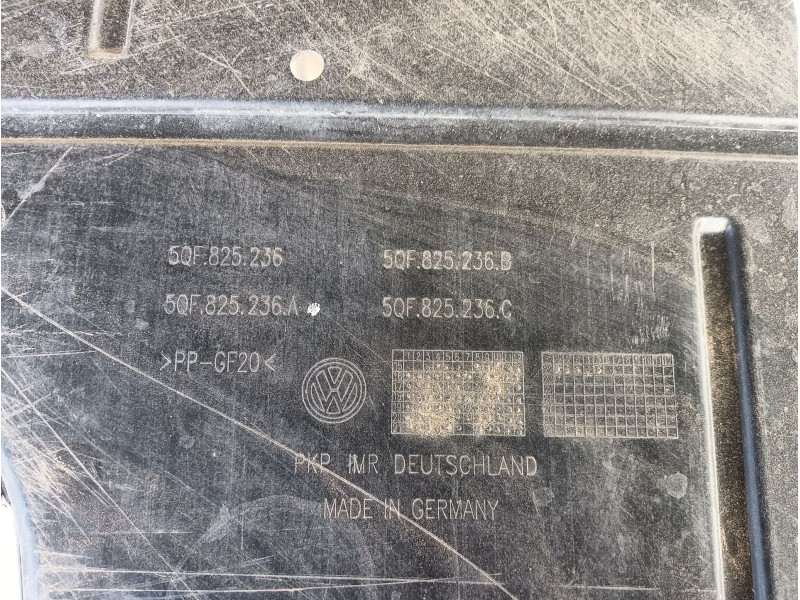 5QF.825.236 5QF.825.236.B
5QF.825.236.A 5QF.825.236.C
>PP-GF20<
PKP IMR DEUTSCHLAND
MADE IN GERMANY